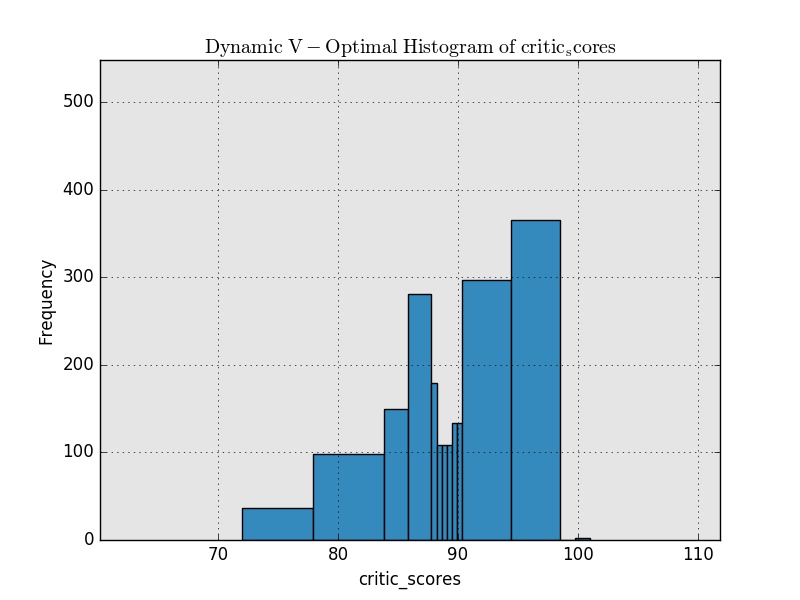 Dynamic V − Optimal Histogram of critic_scores
500
400
300
200
100
0
Frequency
70 80 90 100 110
critic_scores